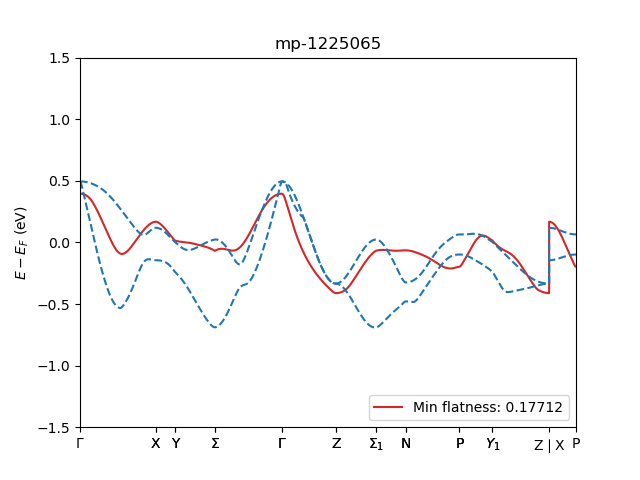 mp-1225065
E − E_F (eV)
1.5
1.0
0.5
0.0
−0.5
−1.0
−1.5
Min flatness: 0.17712
Γ X Y Σ Γ Z Σ₁ N P Y₁ Z | X P